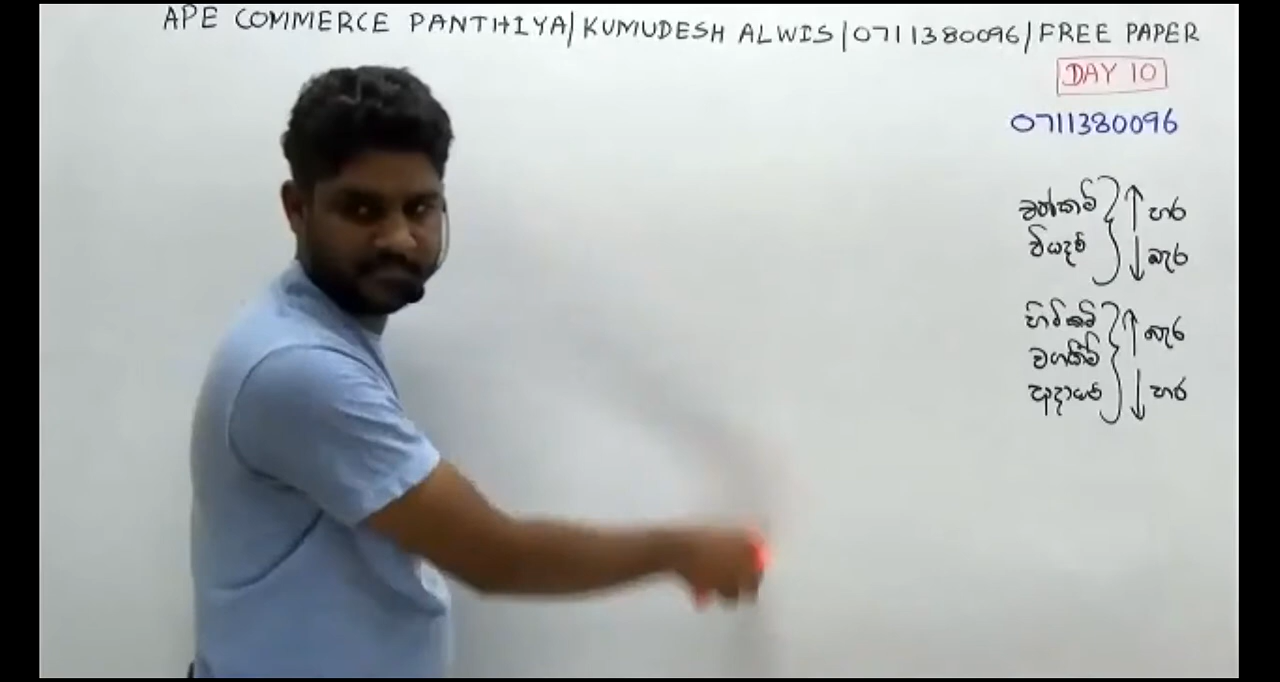 APE COMMERCE PANTHIYA/KUMUDESH ALWIS/0711380096/FREE PAPER
DAY 10
0711380096
වත්කම් ↑ හර
වියදම් ↓ බැර
හිමිකම් ↑ බැර
වගකීම්
ආදායම් ↓ හර